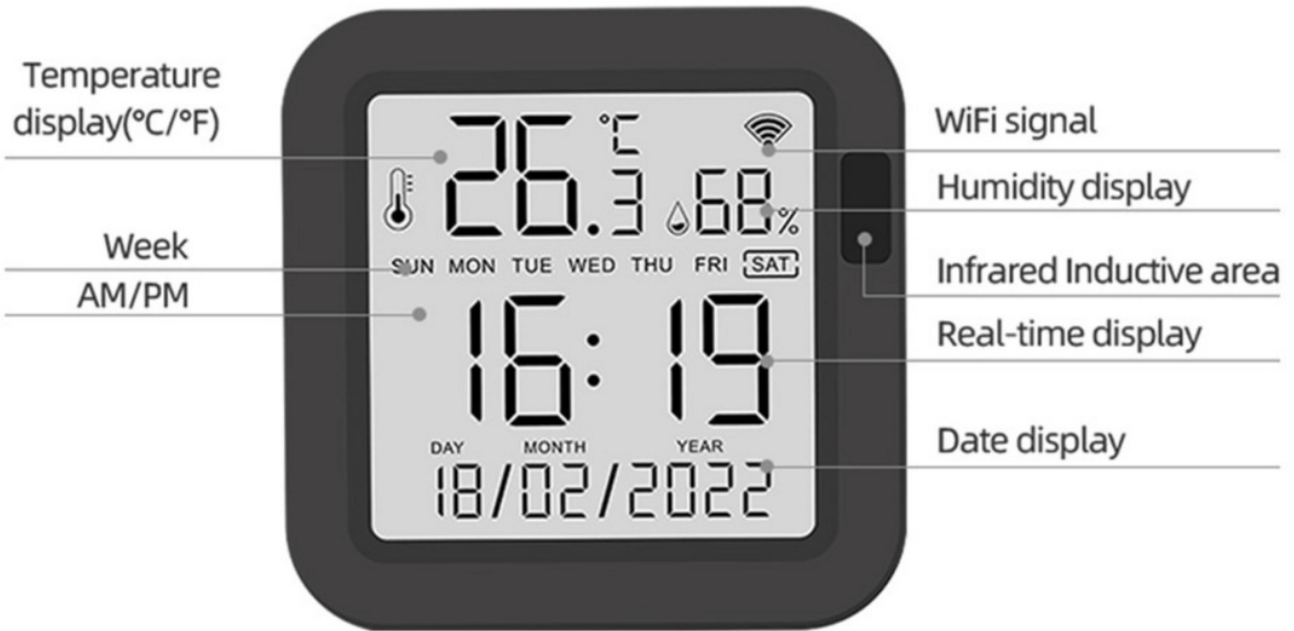 Temperature
display(°C/°F)
Week
AM/PM
26.3 °C
68%
SUN MON TUE WED THU FRI SAT
16:19
DAY MONTH YEAR
18/02/2022
WiFi signal
Humidity display
Infrared Inductive area
Real-time display
Date display